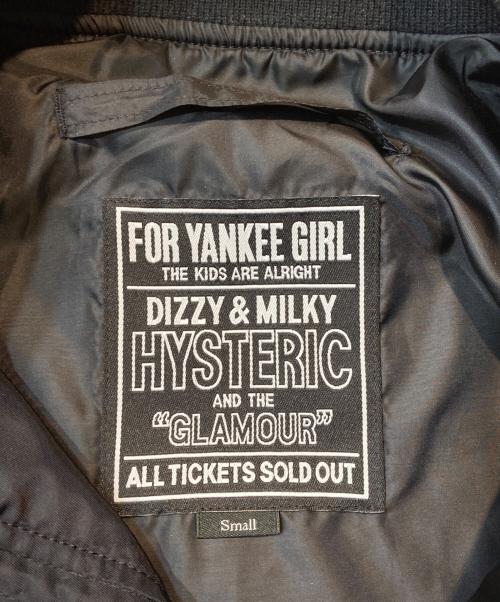 FOR YANKEE GIRL
THE KIDS ARE ALRIGHT
DIZZY & MILKY
HYSTERIC
AND THE
“GLAMOUR”
ALL TICKETS SOLD OUT
Small